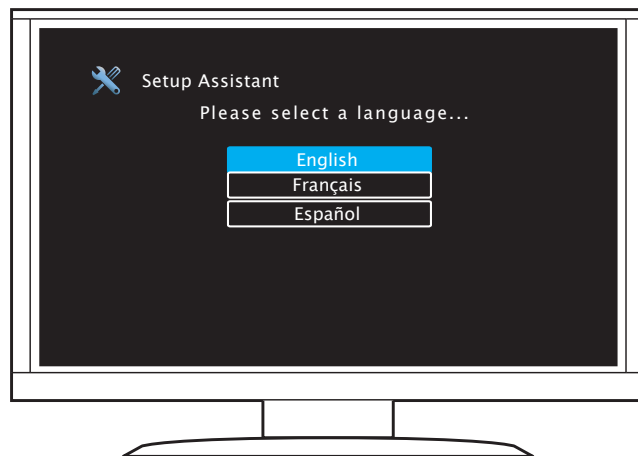 Setup Assistant
Please select a language...
English
Français
Español